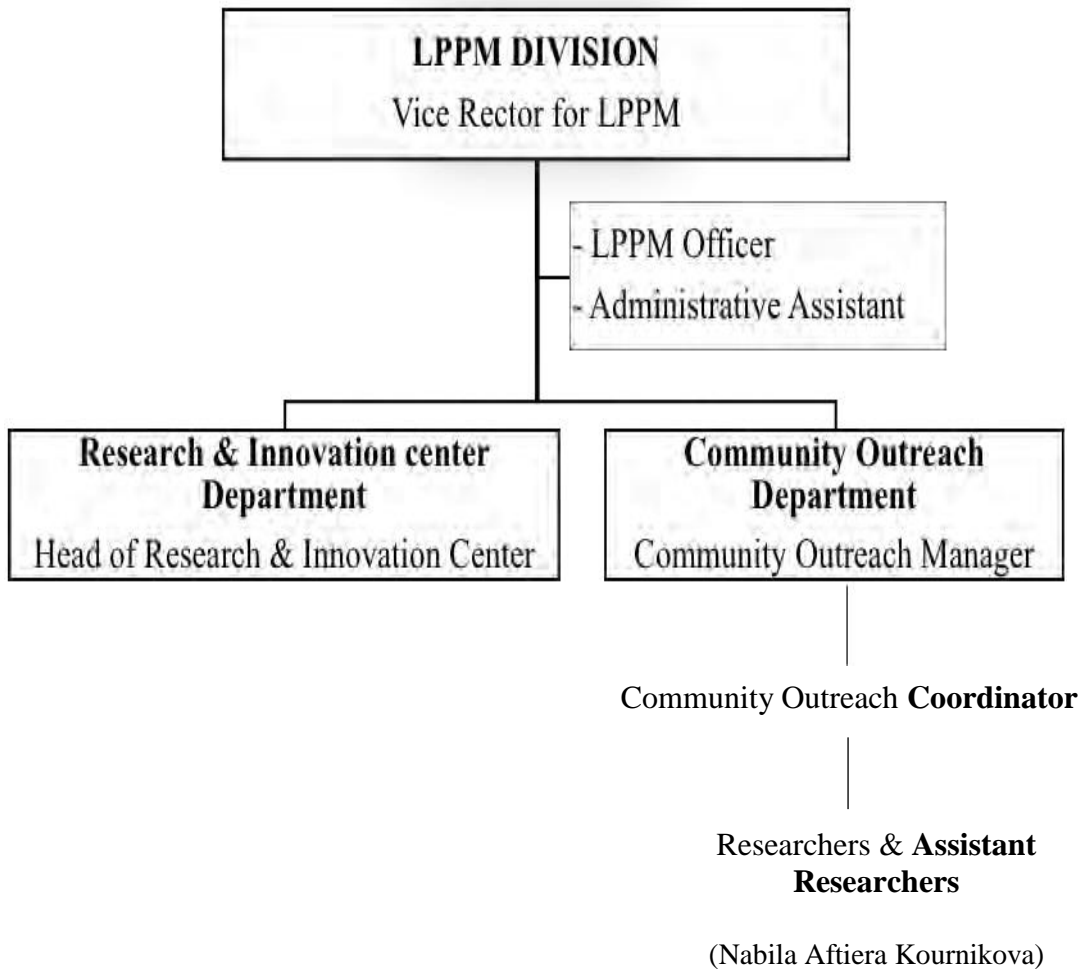 LPPM DIVISION
Vice Rector for LPPM
- LPPM Officer
- Administrative Assistant
Research & Innovation center
Department
Head of Research & Innovation Center
Community Outreach
Department
Community Outreach Manager
Community Outreach Coordinator
Researchers & Assistant
Researchers
(Nabila Aftiera Kournikova)